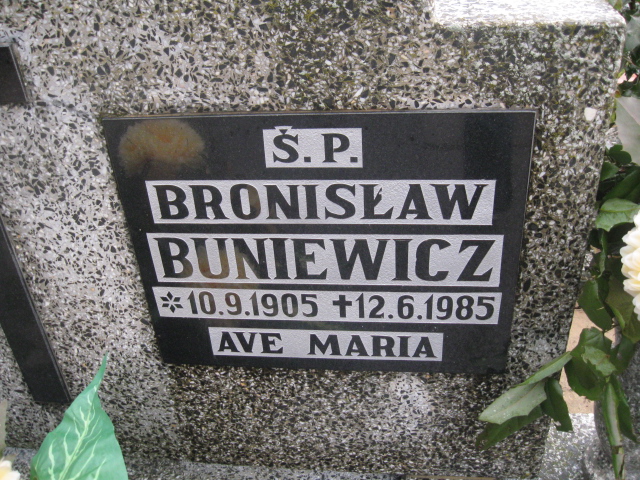 Ś.P.
BRONISŁAW
BUNIEWICZ
*10.9.1905 †12.6.1985
AVE MARIA